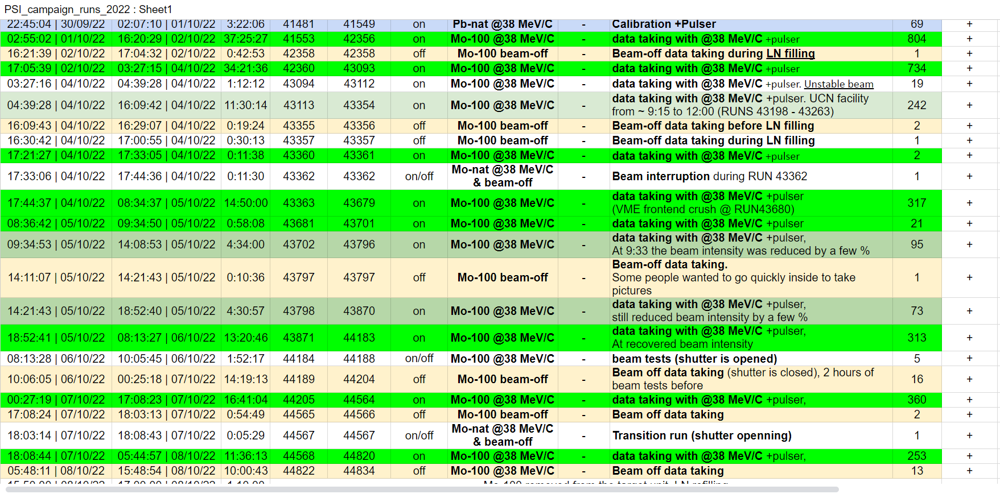 PSI_campaign_runs_2022 : Sheet1
22:45:04 | 30/09/22 02:07:10 | 01/10/22 3:22:06 41481 41549 on Pb-nat @38 MeV/C - Calibration +Pulser 69 +
02:55:02 | 01/10/22 16:20:29 | 02/10/22 37:25:27 41553 42356 on Mo-100 @38 MeV/C - data taking with @38 MeV/C +pulser 804 +
16:21:39 | 02/10/22 17:04:32 | 02/10/22 0:42:53 42358 42358 off Mo-100 beam-off - Beam-off data taking during LN filling 1 +
17:05:39 | 02/10/22 03:27:15 | 04/10/22 34:21:36 42360 43093 on Mo-100 @38 MeV/C - data taking with @38 MeV/C +pulser 734 +
03:27:16 | 04/10/22 04:39:28 | 04/10/22 1:12:12 43094 43112 on Mo-100 @38 MeV/C - data taking with @38 MeV/C +pulser. Unstable beam 19 +
04:39:28 | 04/10/22 16:09:42 | 04/10/22 11:30:14 43113 43354 on Mo-100 @38 MeV/C - data taking with @38 MeV/C +pulser. UCN facility
from ~ 9:15 to 12:00 (RUNS 43198 - 43263) 242 +
16:09:43 | 04/10/22 16:29:07 | 04/10/22 0:19:24 43355 43356 off Mo-100 beam-off - Beam-off data taking before LN filling 2 +
16:30:42 | 04/10/22 17:00:55 | 04/10/22 0:30:13 43357 43357 off Mo-100 beam-off - Beam-off data taking during LN filling 1 +
17:21:27 | 04/10/22 17:33:05 | 04/10/22 0:11:38 43360 43361 on Mo-100 @38 MeV/C - data taking with @38 MeV/C +pulser 2 +
17:33:06 | 04/10/22 17:44:36 | 04/10/22 0:11:30 43362 43362 on/off Mo-nat @38 MeV/C
& beam-off - Beam interruption during RUN 43362 1 +
17:44:37 | 04/10/22 08:34:37 | 05/10/22 14:50:00 43363 43679 on Mo-100 @38 MeV/C - data taking with @38 MeV/C +pulser
(VME frontend crush @ RUN43680) 317 +
08:36:42 | 05/10/22 09:34:50 | 05/10/22 0:58:08 43681 43701 on Mo-100 @38 MeV/C - data taking with @38 MeV/C +pulser 21 +
09:34:53 | 05/10/22 14:08:53 | 05/10/22 4:34:00 43702 43796 on Mo-100 @38 MeV/C - data taking with @38 MeV/C +pulser,
At 9:33 the beam intensity was reduced by a few % 95 +
14:11:07 | 05/10/22 14:21:43 | 05/10/22 0:10:36 43797 43797 off Mo-100 beam-off - Beam-off data taking.
Some people wanted to go quickly inside to take
pictures 1 +
14:21:43 | 05/10/22 18:52:40 | 05/10/22 4:30:57 43798 43870 on Mo-100 @38 MeV/C - data taking with @38 MeV/C +pulser,
still reduced beam intensity by a few % 73 +
18:52:41 | 05/10/22 08:13:27 | 06/10/22 13:20:46 43871 44183 on Mo-100 @38 MeV/C - data taking with @38 MeV/C +pulser,
At recovered beam intensity 313 +
08:13:28 | 06/10/22 10:05:45 | 06/10/22 1:52:17 44184 44188 on/off Mo-100 @38 MeV/C - beam tests (shutter is opened) 5 +
10:06:05 | 06/10/22 00:25:18 | 07/10/22 14:19:13 44189 44204 off Mo-100 beam-off - Beam off data taking (shutter is closed), 2 hours of
beam tests before 16 +
00:27:19 | 07/10/22 17:08:23 | 07/10/22 16:41:04 44205 44564 on Mo-100 @38 MeV/C - data taking with @38 MeV/C +pulser, 360 +
17:08:24 | 07/10/22 18:03:13 | 07/10/22 0:54:49 44565 44566 off Mo-100 beam-off - Beam off data taking 2 +
18:03:14 | 07/10/22 18:08:43 | 07/10/22 0:05:29 44567 44567 on/off Mo-nat @38 MeV/C
& beam-off - Transition run (shutter openning) 1 +
18:08:44 | 07/10/22 05:44:57 | 08/10/22 11:36:13 44568 44820 on Mo-100 @38 MeV/C - data taking with @38 MeV/C +pulser, 253 +
05:48:11 | 08/10/22 15:48:54 | 08/10/22 10:00:43 44822 44834 off Mo-100 @38 MeV/C - Beam off data taking 13 +
Mo-100 removed from the target unit, LN refilling